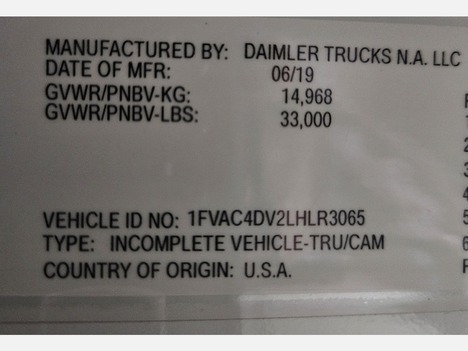 MANUFACTURED BY: DAIMLER TRUCKS N.A. LLC
DATE OF MFR: 06/19
GVWR/PNBV-KG: 14,968
GVWR/PNBV-LBS: 33,000
VEHICLE ID NO: 1FVAC4DV2LHLR3065
TYPE: INCOMPLETE VEHICLE-TRU/CAM
COUNTRY OF ORIGIN: U.S.A.